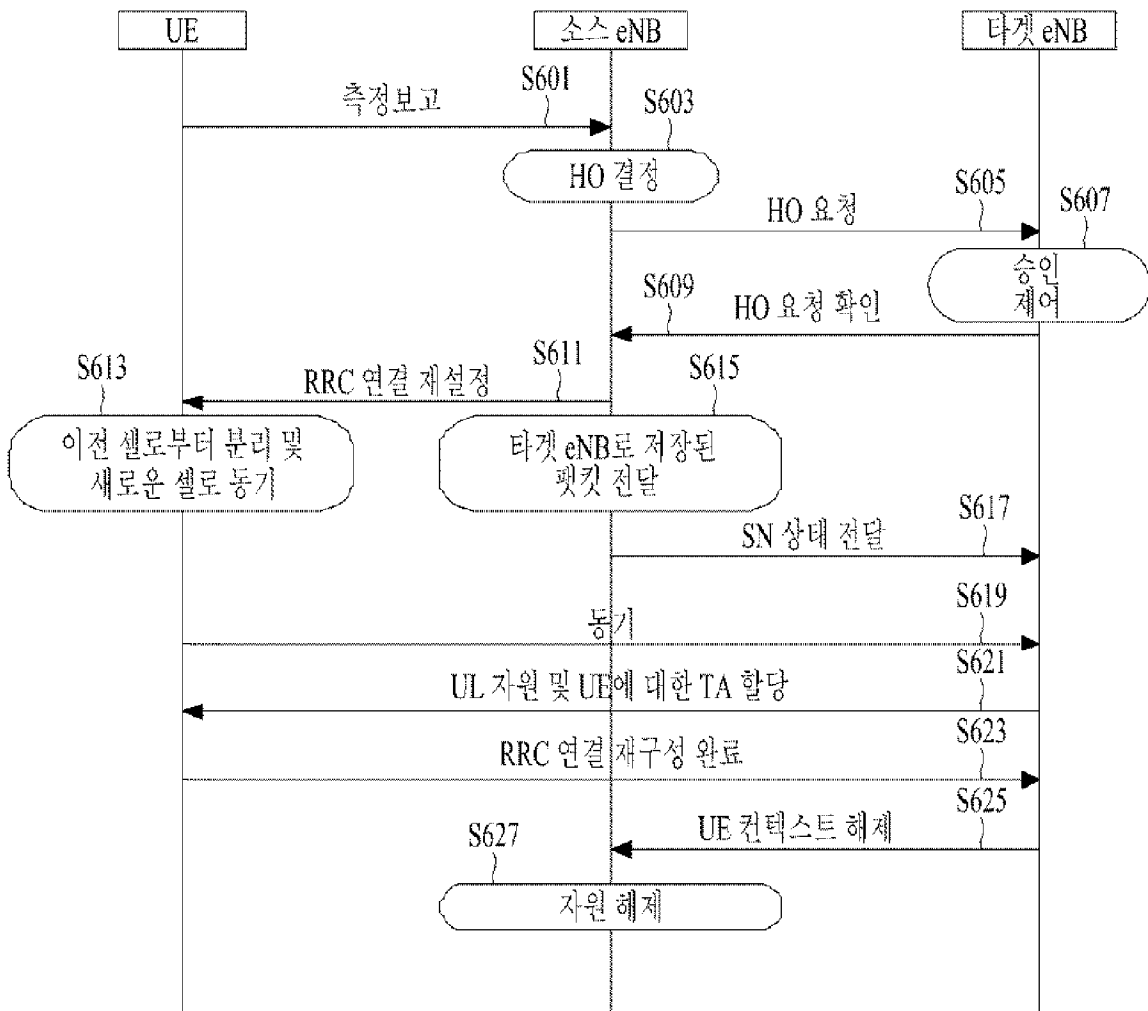 UE
소스 eNB
타겟 eNB
S601
측정보고
S603
HO 결정
S605
HO 요청
S607
승인
제어
S609
HO 요청 확인
S611
RRC 연결 재설정
S613
이전 셀로부터 분리 및
새로운 셀로 동기
S615
타겟 eNB로 저장된
팻킷 전달
S617
SN 상태 전달
S619
동기
S621
UL 자원 및 UE에 대한 TA 할당
S623
RRC 연결 재구성 완료
S625
UE 컨텍스트 해제
S627
자원 해제